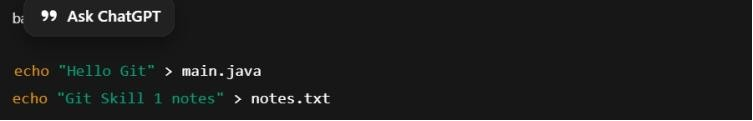 ba
❞ Ask ChatGPT
echo "Hello Git" > main.java
echo "Git Skill 1 notes" > notes.txt